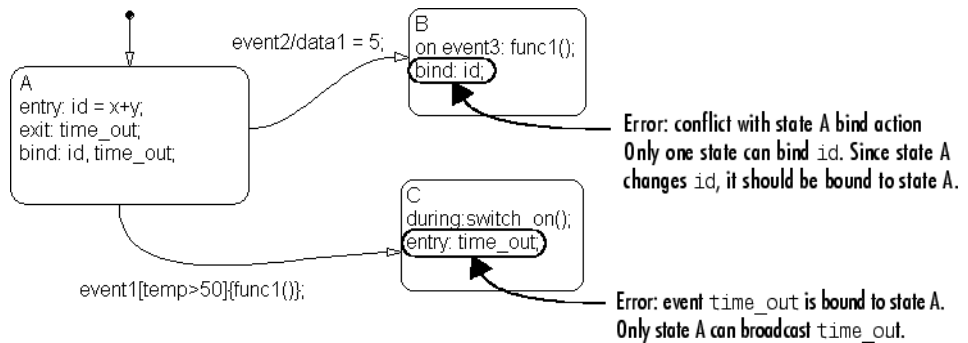 A
entry: id = x+y;
exit: time_out;
bind: id, time_out;
event2/data1 = 5;
B
on event3: func1();
bind: id;
Error: conflict with state A bind action
Only one state can bind id. Since state A
changes id, it should be bound to state A.
C
during:switch_on();
entry: time_out;
event1[temp>50]{func1()};
Error: event time_out is bound to state A.
Only state A can broadcast time_out.